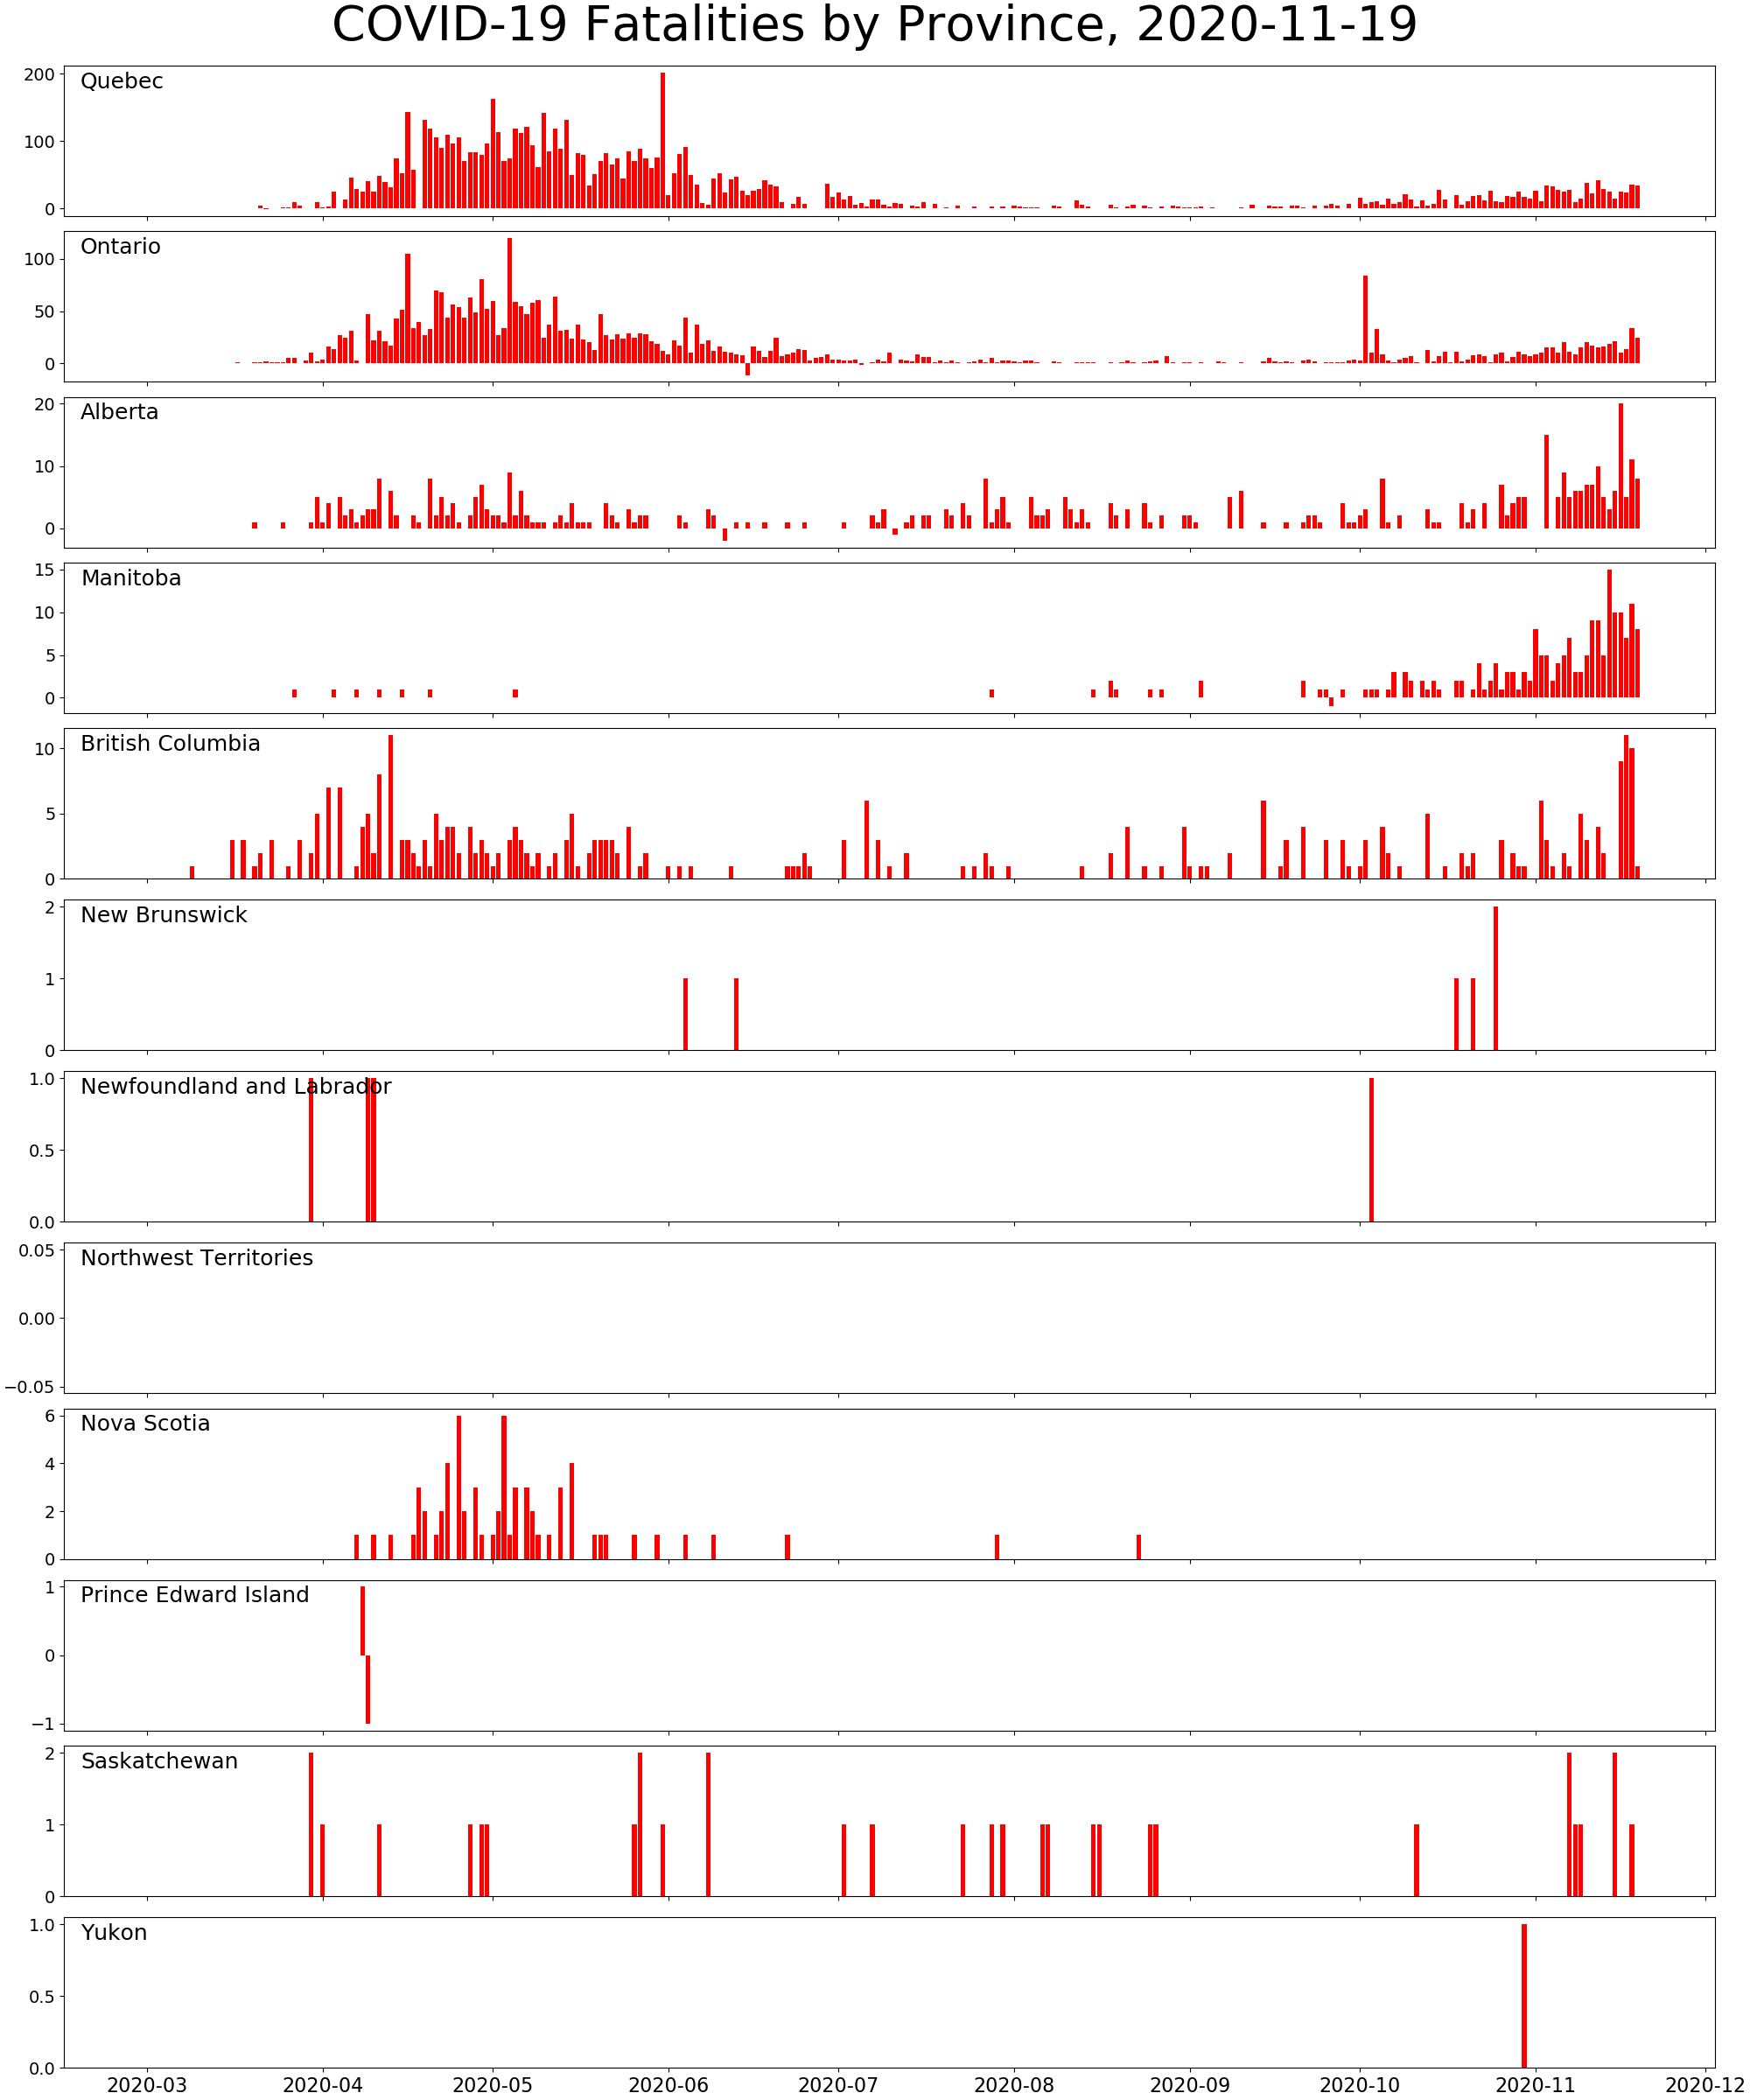 COVID-19 Fatalities by Province, 2020-11-19
Quebec
200
100
0
Ontario
100
50
0
Alberta
20
10
0
Manitoba
15
10
5
0
British Columbia
10
5
0
New Brunswick
2
1
0
Newfoundland and Labrador
1.0
0.5
0.0
Northwest Territories
0.05
0.00
−0.05
Nova Scotia
6
4
2
0
Prince Edward Island
1
0
−1
Saskatchewan
2
1
0
Yukon
1.0
0.5
0.0
2020-03 2020-04 2020-05 2020-06 2020-07 2020-08 2020-09 2020-10 2020-11 2020-12